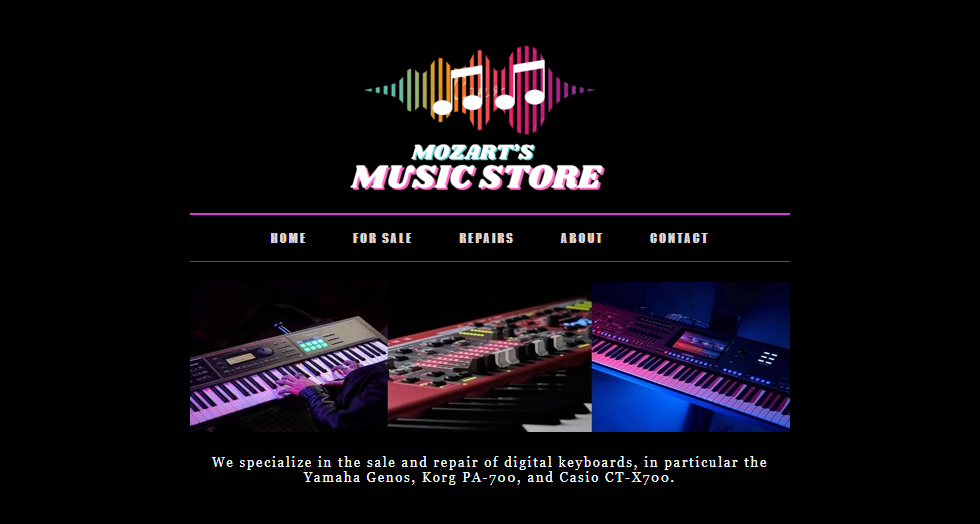 MOZART'S
MUSIC STORE
HOME FOR SALE REPAIRS ABOUT CONTACT
We specialize in the sale and repair of digital keyboards, in particular the
Yamaha Genos, Korg PA-700, and Casio CT-X700.